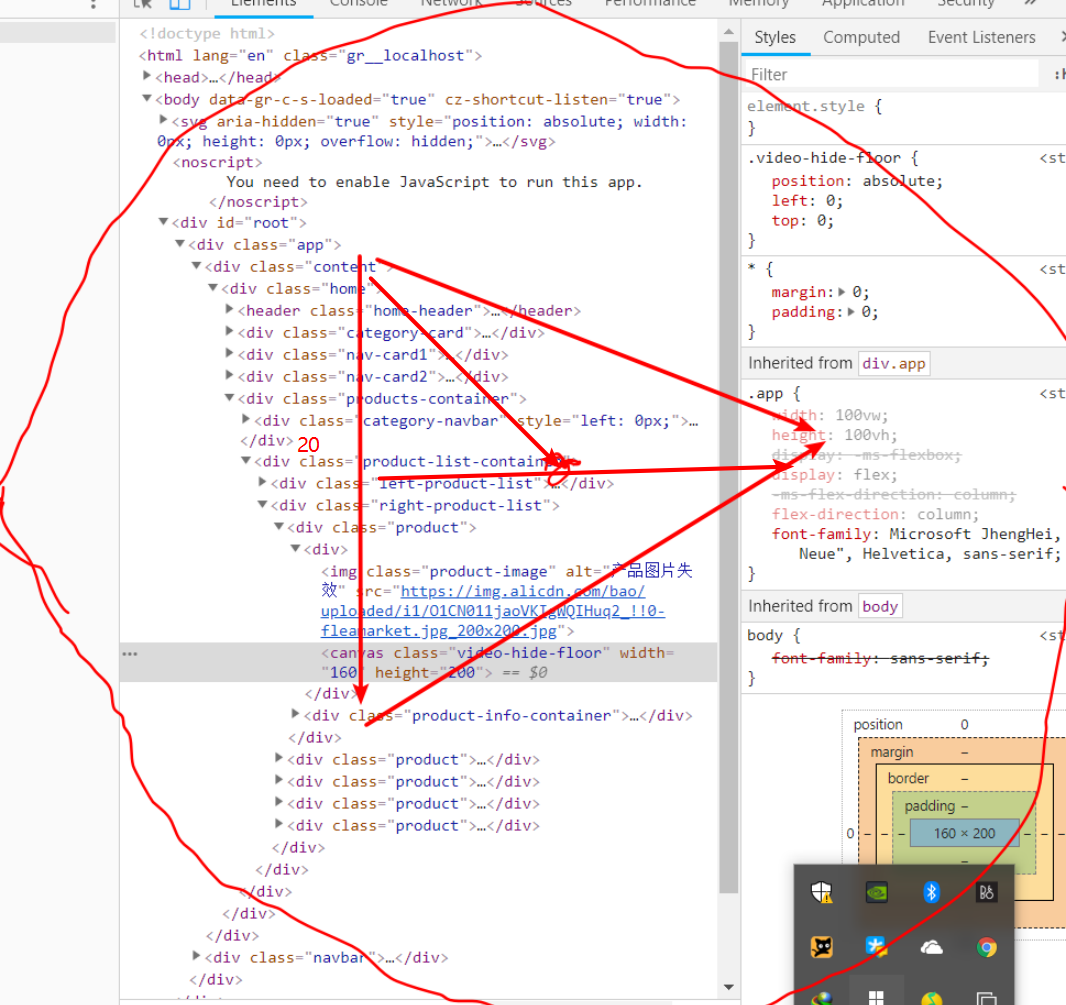 Elements Console Network Sources Performance Memory Application Security »
<!doctype html>
<html lang="en" class="gr__localhost">
<head>…</head>
<body data-gr-c-s-loaded="true" cz-shortcut-listen="true">
<svg aria-hidden="true" style="position: absolute; width:
0px; height: 0px; overflow: hidden;">…</svg>
<noscript>
You need to enable JavaScript to run this app.
</noscript>
<div id="root">
<div class="app">
<div class="content">
<div class="home">
<header class="home-header">…</header>
<div class="category-card">…</div>
<div class="nav-card1">…</div>
<div class="nav-card2">…</div>
<div class="products-container">
<div class="category-navbar" style="left: 0px;">…
</div>
20
<div class="product-list-container">
<div class="left-product-list">…</div>
<div class="right-product-list">
<div class="product">
<div>
<img class="product-image" alt="产品图片失
效" src="https://img.alicdn.com/bao/
fleamarket.jpg_200x200.jpg">
<canvas class="video-hide-floor" width=
"160" height="200"> == $0
</div>
<div class="product-info-container">…</div>
</div>
<div class="product">…</div>
<div class="product">…</div>
<div class="product">…</div>
<div class="product">…</div>
</div>
</div>
</div>
</div>
</div>
<div class="navbar">…</div>
</div>
Styles Computed Event Listeners
Filter :h
element.style {
}
.video-hide-floor { <st
position: absolute;
left: 0;
top: 0;
}
* { <st
margin: 0;
padding: 0;
}
Inherited from div.app
.app { <st
width: 100vw;
height: 100vh;
display: -ms-flexbox;
display: flex;
-ms-flex-direction: column;
flex-direction: column;
font-family: Microsoft JhengHei,
Neue", Helvetica, sans-serif;
}
Inherited from body
body { <st
font-family: sans-serif;
}
position 0
margin –
border –
padding –
0 – – – 160 × 200 – – –
–